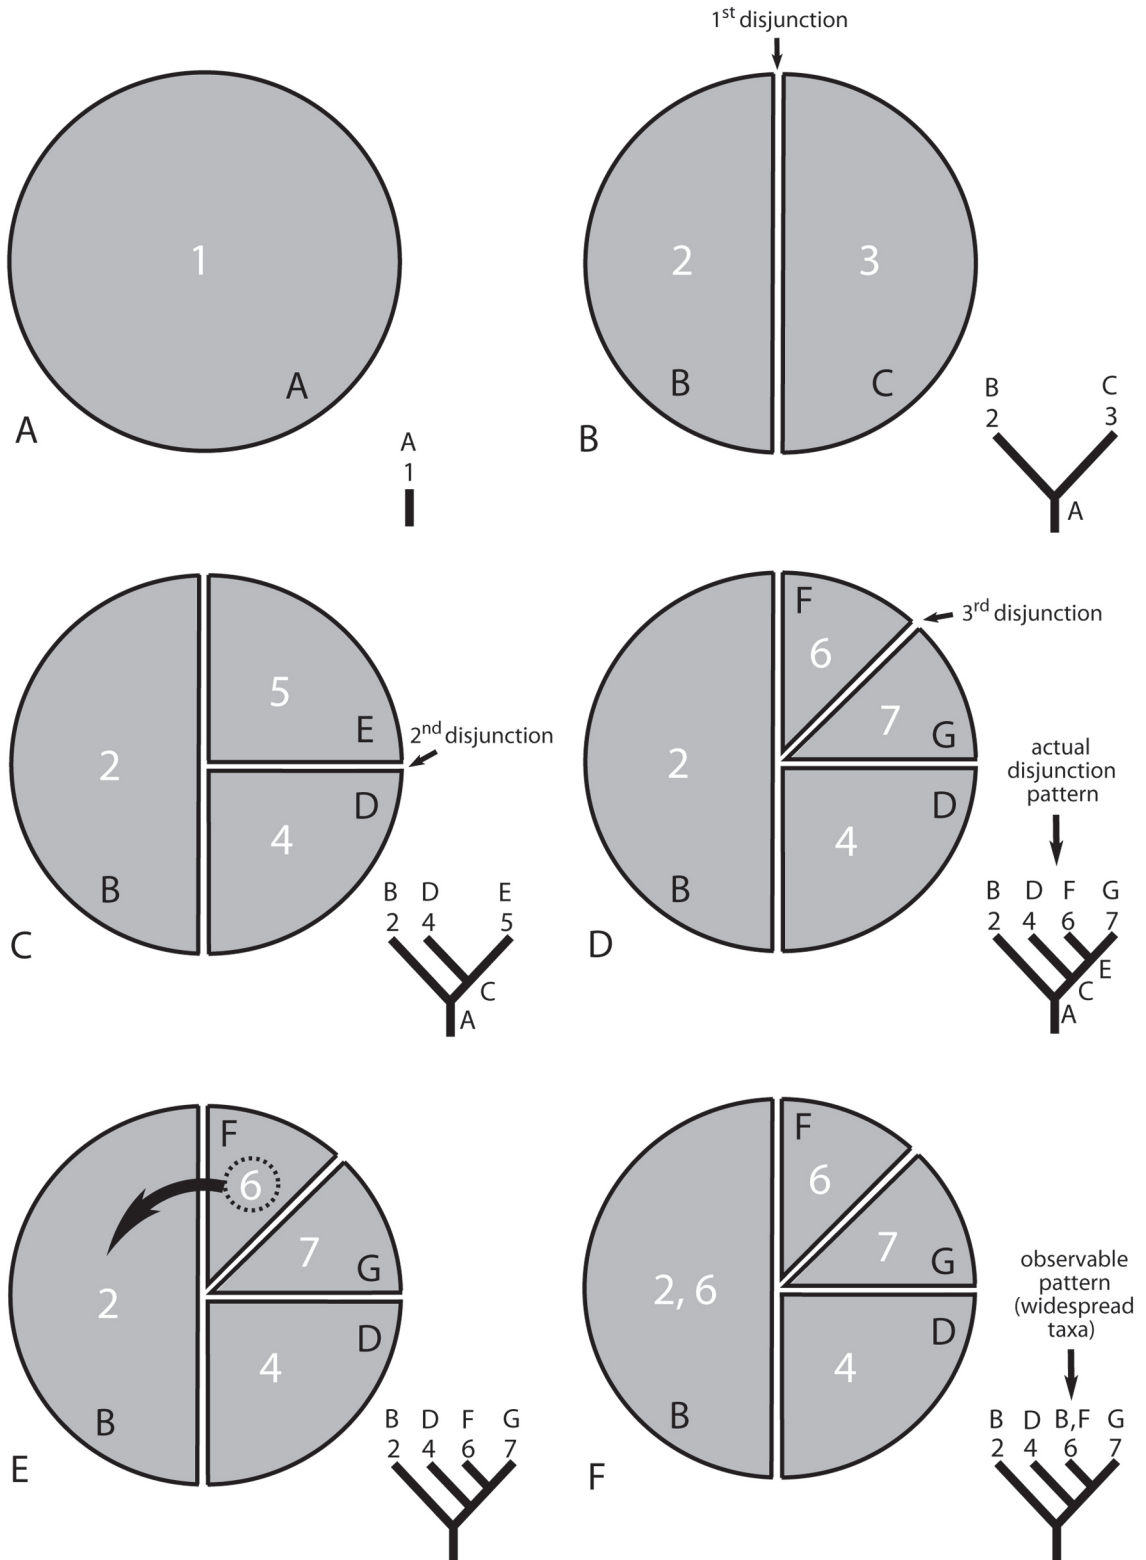 1st disjunction
1
A
A
A
1
2
3
B
C
B
B
2
C
3
A
5
E
2nd disjunction
2
D
4
B
C
B D E
2 4 5
C
A
F
3rd disjunction
6
7
G
2
D
4
B
D
actual
disjunction
pattern
B D F G
2 4 6 7
E
C
A
F
6
7
G
2
D
4
B
E
B D F G
2 4 6 7
F
6
7
G
2, 6
D
4
B
F
observable
pattern
(widespread
taxa)
B D B,F G
2 4 6 7